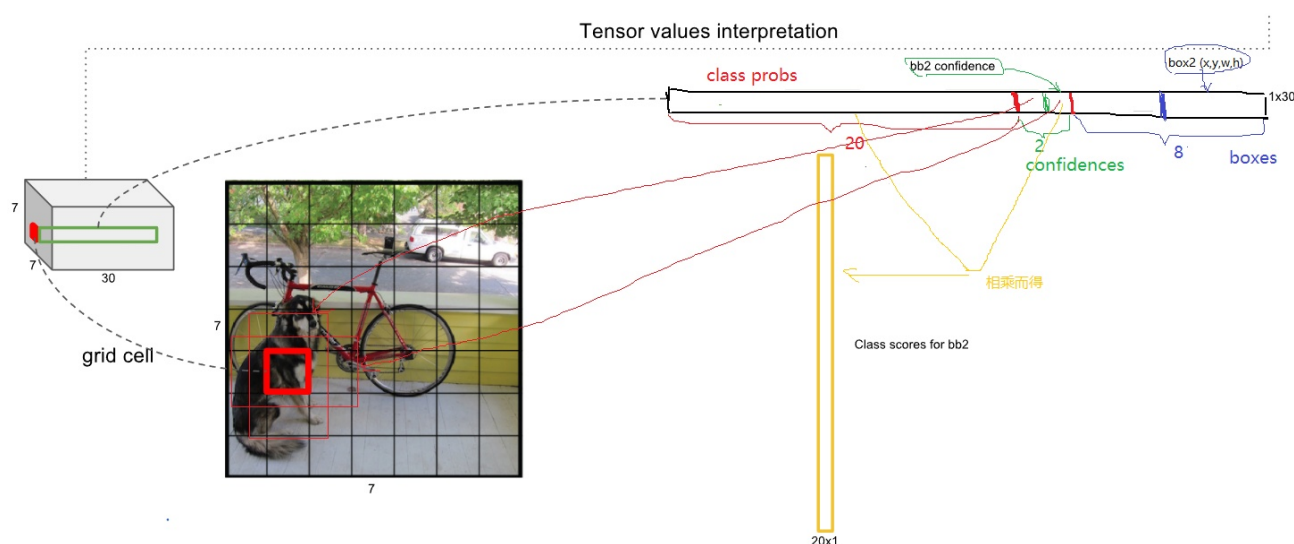 Tensor values interpretation
class probs
bb2 confidence
box2 (x,y,w,h)
1x30
20
2
confidences
8
boxes
7
7
30
grid cell
7
7
相乘而得
Class scores for bb2
20x1